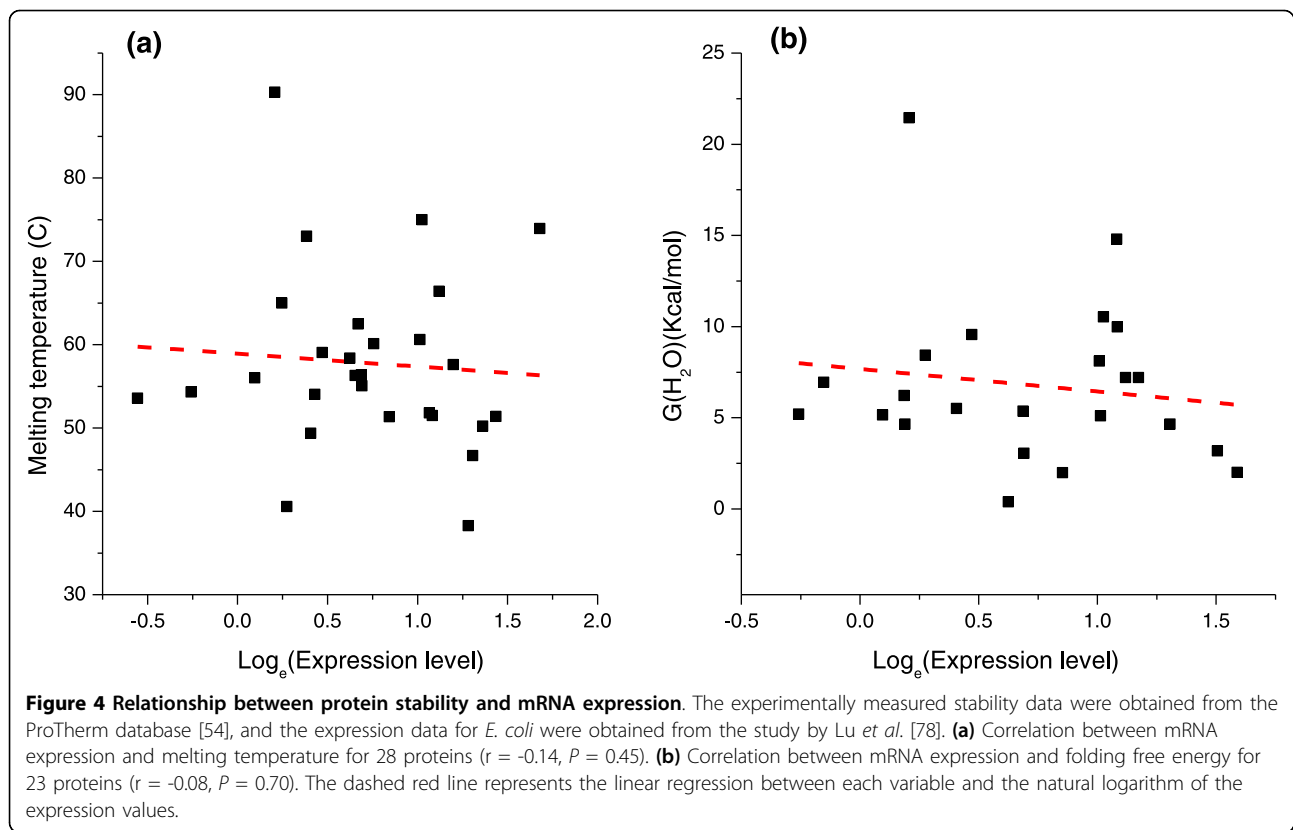 (a)
90
80
70
60
50
40
30
Melting temperature (C)
-0.5 0.0 0.5 1.0 1.5 2.0
Logₑ(Expression level)
(b)
25
20
15
10
5
0
G(H₂O)(Kcal/mol)
-0.5 0.0 0.5 1.0 1.5
Logₑ(Expression level)
Figure 4 Relationship between protein stability and mRNA expression. The experimentally measured stability data were obtained from the
ProTherm database [54], and the expression data for E. coli were obtained from the study by Lu et al. [78]. (a) Correlation between mRNA
expression and melting temperature for 28 proteins (r = -0.14, P = 0.45). (b) Correlation between mRNA expression and folding free energy for
23 proteins (r = -0.08, P = 0.70). The dashed red line represents the linear regression between each variable and the natural logarithm of the
expression values.